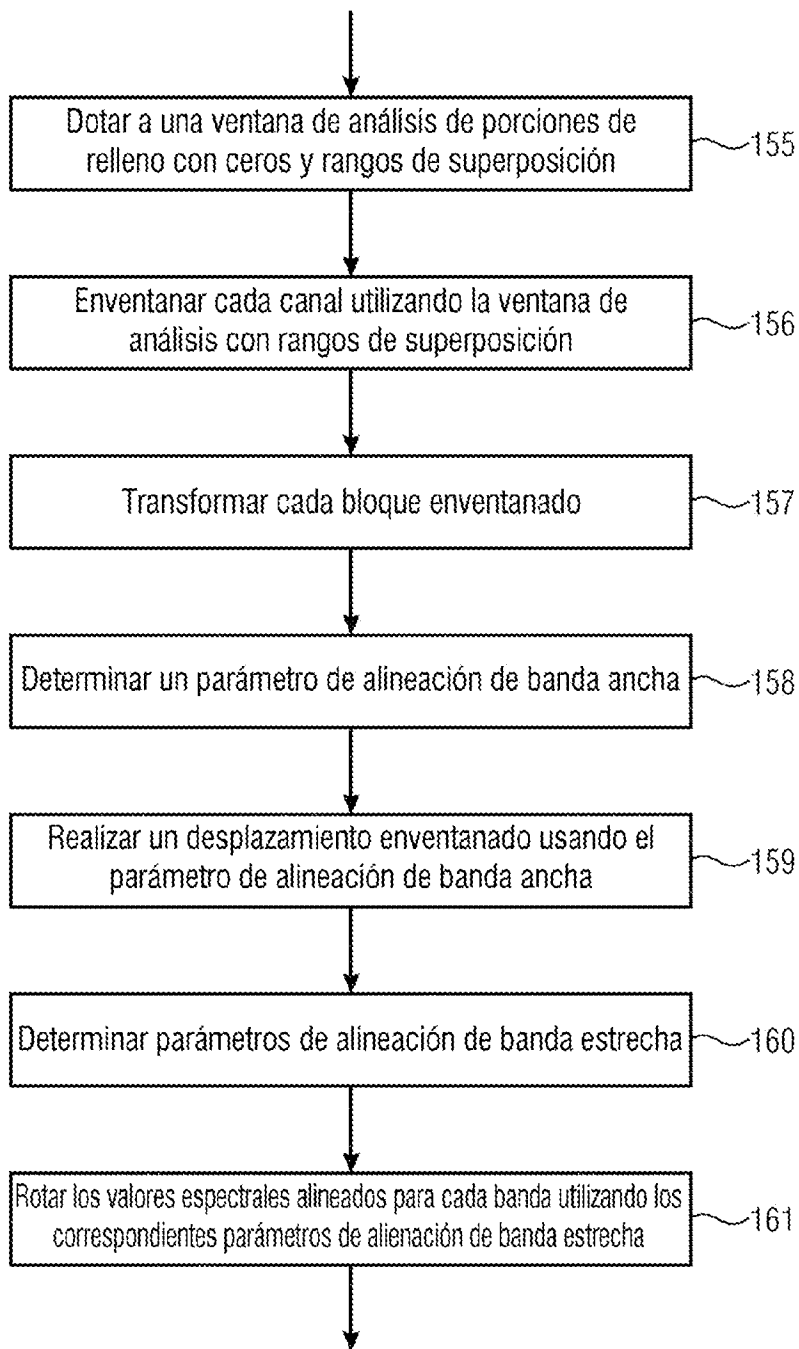 Dotar a una ventana de análisis de porciones de
relleno con ceros y rangos de superposición
155
Enventanar cada canal utilizando la ventana de
análisis con rangos de superposición
156
Transformar cada bloque enventanado
157
Determinar un parámetro de alineación de banda ancha
158
Realizar un desplazamiento enventanado usando el
parámetro de alineación de banda ancha
159
Determinar parámetros de alineación de banda estrecha
160
Rotar los valores espectrales alineados para cada banda utilizando los
correspondientes parámetros de alienación de banda estrecha
161